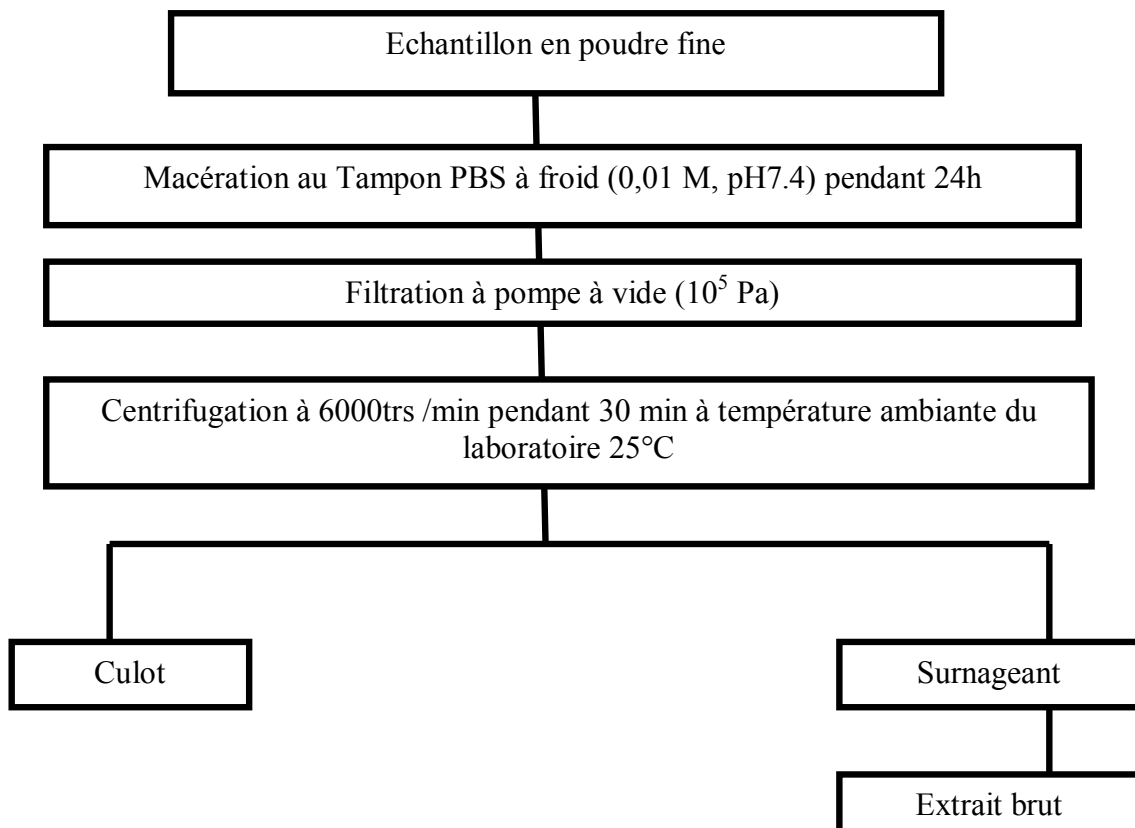 Echantillon en poudre fine
Macération au Tampon PBS à froid (0,01 M, pH7.4) pendant 24h
Filtration à pompe à vide (10⁵ Pa)
Centrifugation à 6000trs /min pendant 30 min à température ambiante du
laboratoire 25°C
Culot
Surnageant
Extrait brut